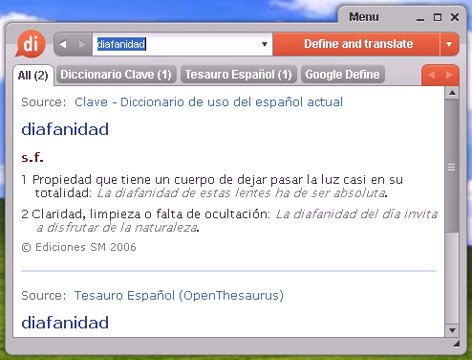 Menu
di
diafanidad
Define and translate
All (2)
Diccionario Clave (1)
Tesauro Español (1)
Google Define
Source: Clave - Diccionario de uso del español actual
diafanidad
s.f.
1 Propiedad que tiene un cuerpo de dejar pasar la luz casi en su
totalidad: La diafanidad de estas lentes ha de ser absoluta.
2 Claridad, limpieza o falta de ocultación: La diafanidad del día invita
a disfrutar de la naturaleza.
© Ediciones SM 2006
Source: Tesauro Español (OpenThesaurus)
diafanidad